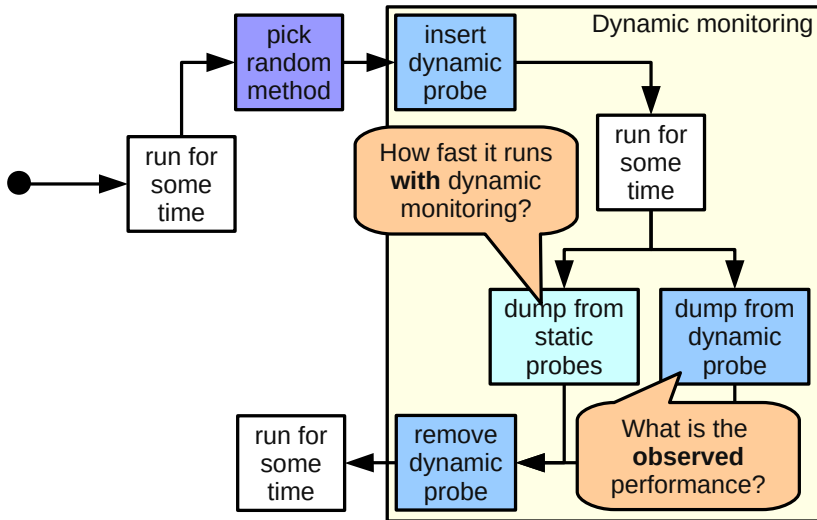 Dynamic monitoring
pick
random
method
insert
dynamic
probe
run for
some
time
run for
some
time
How fast it runs
with dynamic
monitoring?
dump from
static
probes
dump from
dynamic
probe
run for
some
time
remove
dynamic
probe
What is the
observed
performance?